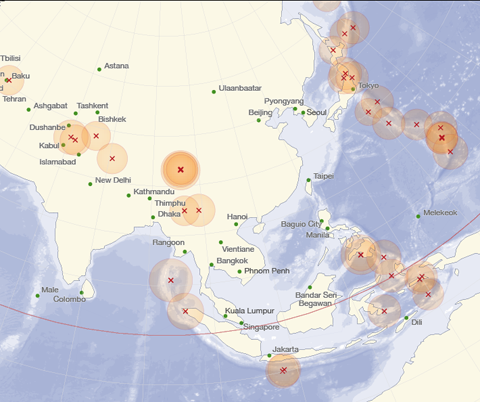 Tbilisi
Baku
Astana
Tehran
Ulaanbaatar
Tokyo
Ashgabat
Tashkent
Bishkek
Pyongyang
Beijing
Seoul
Dushanbe
Kabul
Islamabad
New Delhi
Taipei
Kathmandu
Thimphu
Dhaka
Melekeok
Hanoi
Baguio City
Manila
Rangoon
Vientiane
Bangkok
Phnom Penh
Male
Colombo
Bandar Seri
Begawan
Kuala Lumpur
Singapore
Dili
Jakarta